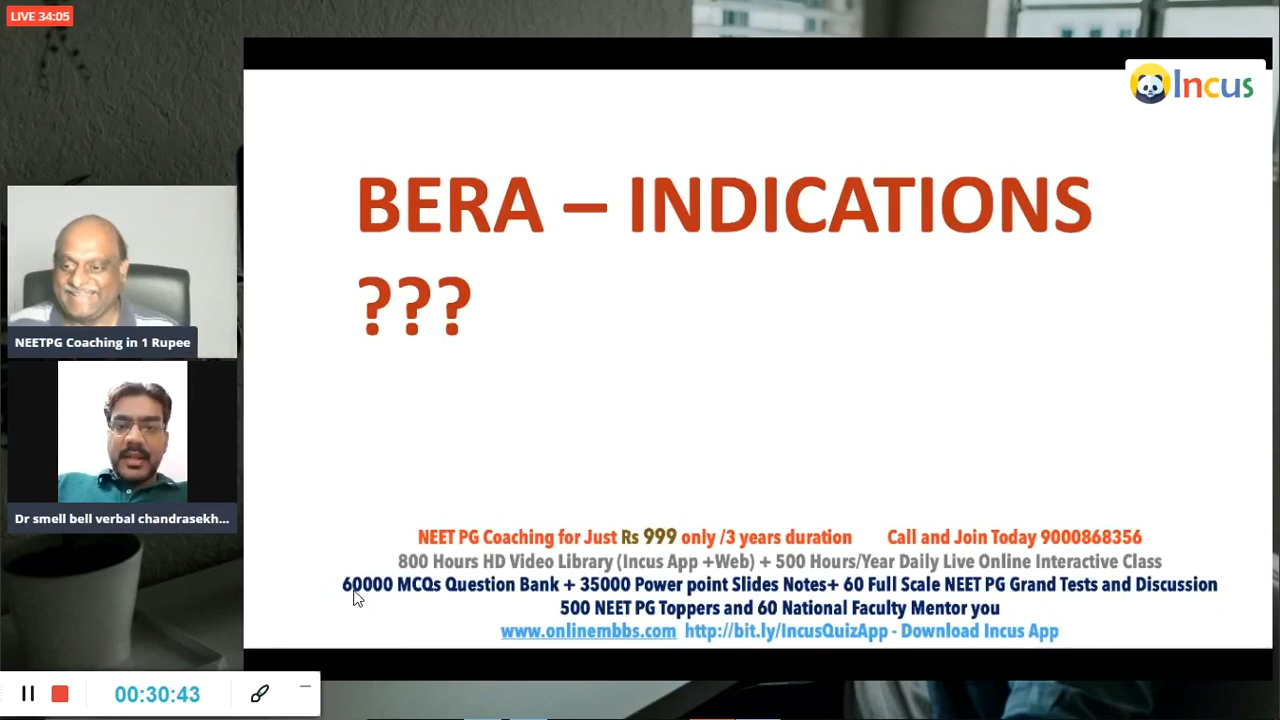 LIVE 34:05
Incus
BERA – INDICATIONS
???
NEETPG Coaching in 1 Rupee
Dr smell bell verbal chandrasekh...
NEET PG Coaching for Just Rs 999 only /3 years duration Call and Join Today 9000868356
800 Hours HD Video Library (Incus App +Web) + 500 Hours/Year Daily Live Online Interactive Class
60000 MCQs Question Bank + 35000 Power point Slides Notes+ 60 Full Scale NEET PG Grand Tests and Discussion
500 NEET PG Toppers and 60 National Faculty Mentor you
www.onlinembbs.com http://bit.ly/IncusQuizApp - Download Incus App
00:30:43